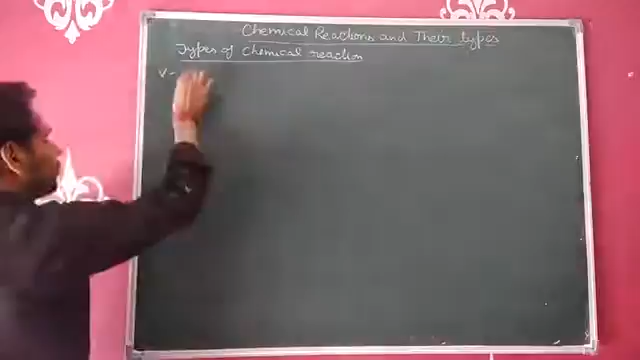 Chemical Reactions and Their types
Types of Chemical reaction